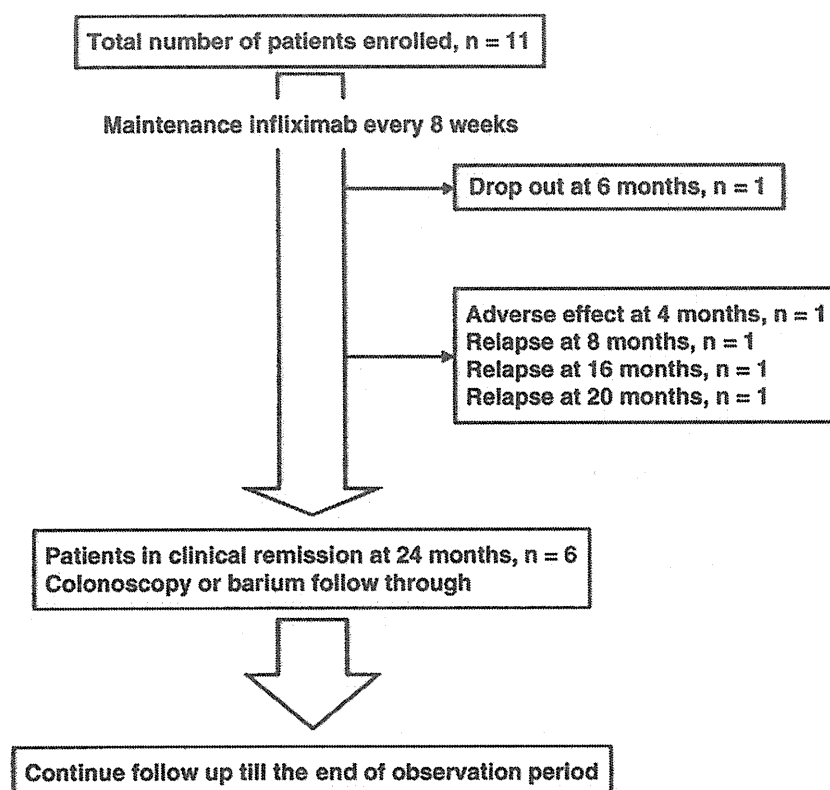 Total number of patients enrolled, n = 11
Maintenance infliximab every 8 weeks
Drop out at 6 months, n = 1
Adverse effect at 4 months, n = 1
Relapse at 8 months, n = 1
Relapse at 16 months, n = 1
Relapse at 20 months, n = 1
Patients in clinical remission at 24 months, n = 6
Colonoscopy or barium follow through
Continue follow up till the end of observation period